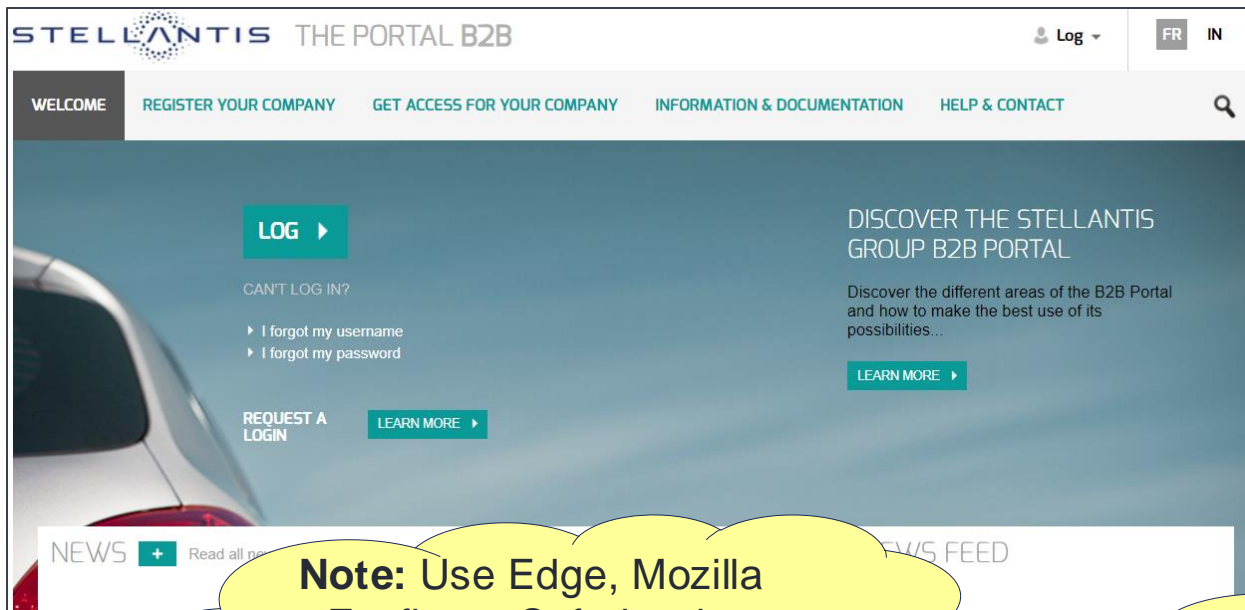 STELLANTIS THE PORTAL B2B
Log
FR IN
WELCOME REGISTER YOUR COMPANY GET ACCESS FOR YOUR COMPANY INFORMATION & DOCUMENTATION HELP & CONTACT
LOG
CAN'T LOG IN?
I forgot my username
I forgot my password
REQUEST A
LOGIN
LEARN MORE
DISCOVER THE STELLANTIS
GROUP B2B PORTAL
Discover the different areas of the B2B Portal
and how to make the best use of its
possibilities...
LEARN MORE
NEWS + Read all
FEED
Note: Use Edge, Mozilla